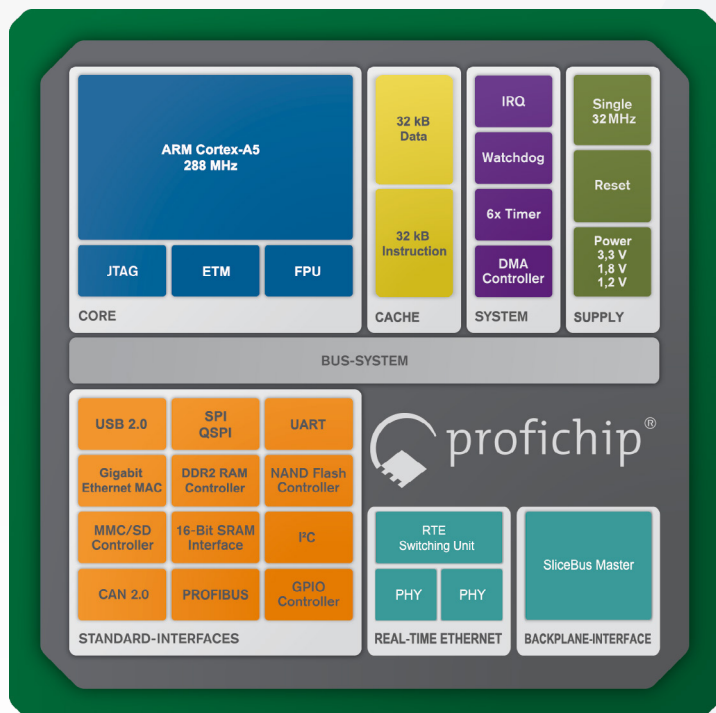 ARM Cortex-A5
288 MHz
JTAG
ETM
FPU
CORE
32 kB
Data
32 kB
Instruction
CACHE
IRQ
Watchdog
6x Timer
DMA
Controller
SYSTEM
Single
32 MHz
Reset
Power
3,3 V
1,8 V
1,2 V
SUPPLY
BUS-SYSTEM
USB 2.0
SPI
QSPI
UART
Gigabit
Ethernet MAC
DDR2 RAM
Controller
NAND Flash
Controller
MMC/SD
Controller
16-Bit SRAM
Interface
I²C
CAN 2.0
PROFIBUS
GPIO
Controller
STANDARD-INTERFACES
profichip®
RTE
Switching Unit
PHY
PHY
REAL-TIME ETHERNET
SliceBus Master
BACKPLANE-INTERFACE